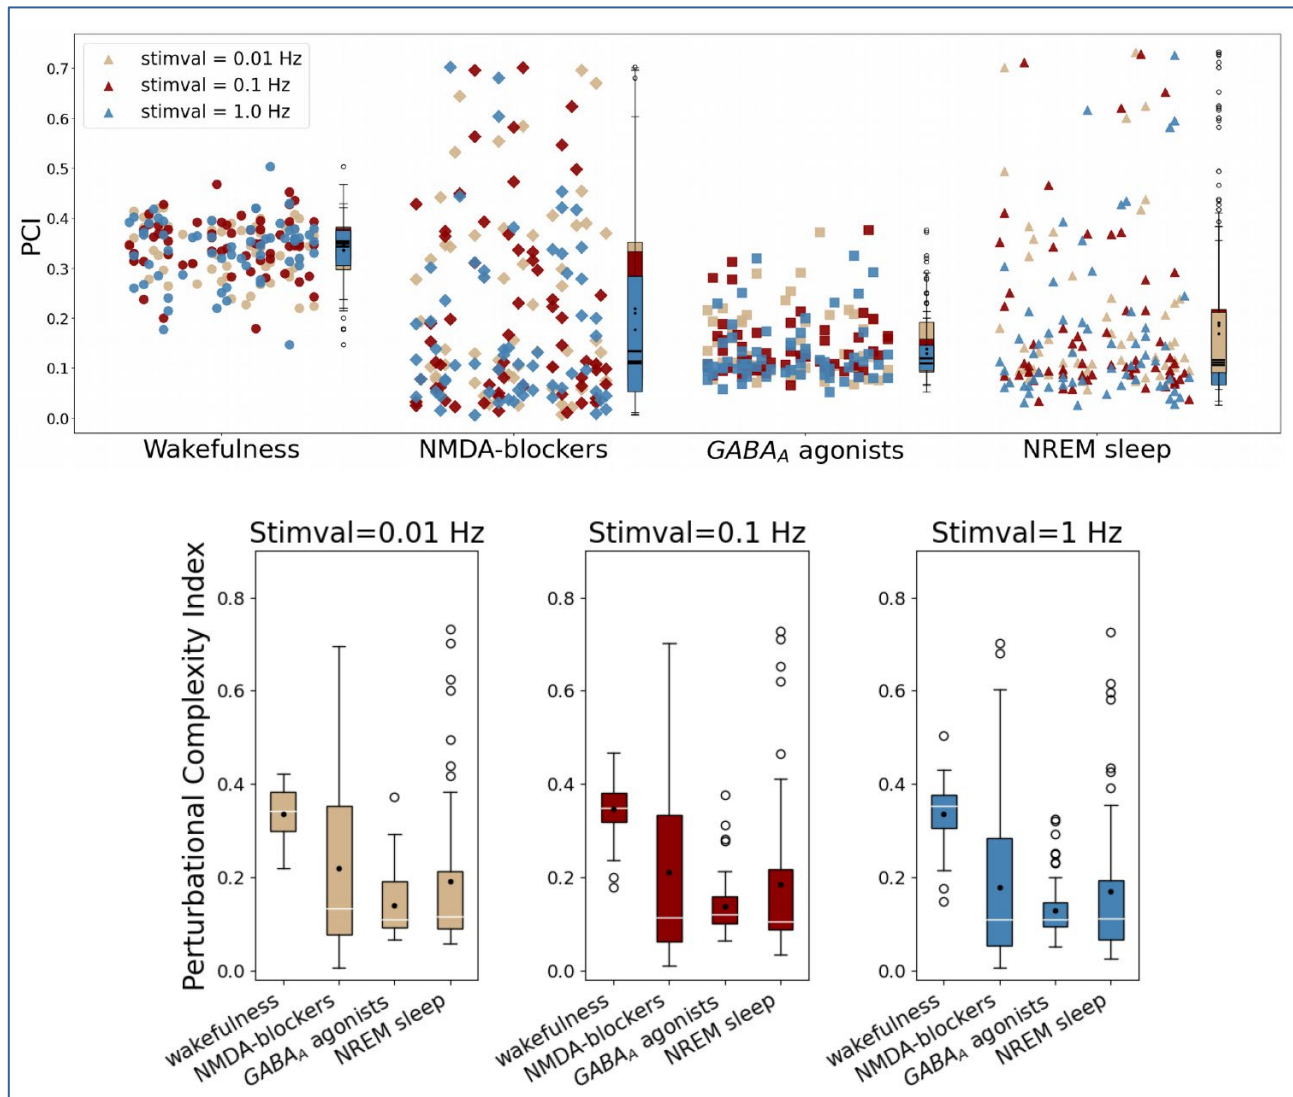 stimval = 0.01 Hz
stimval = 0.1 Hz
stimval = 1.0 Hz
PCI
0.7
0.6
0.5
0.4
0.3
0.2
0.1
0.0
Wakefulness
NMDA-blockers
GABA_A agonists
NREM sleep
Perturbational Complexity Index
Stimval=0.01 Hz
0.8
0.6
0.4
0.2
0.0
wakefulness
NMDA-blockers
GABA_A agonists
NREM sleep
Stimval=0.1 Hz
0.8
0.6
0.4
0.2
0.0
wakefulness
NMDA-blockers
GABA_A agonists
NREM sleep
Stimval=1 Hz
0.8
0.6
0.4
0.2
0.0
wakefulness
NMDA-blockers
GABA_A agonists
NREM sleep